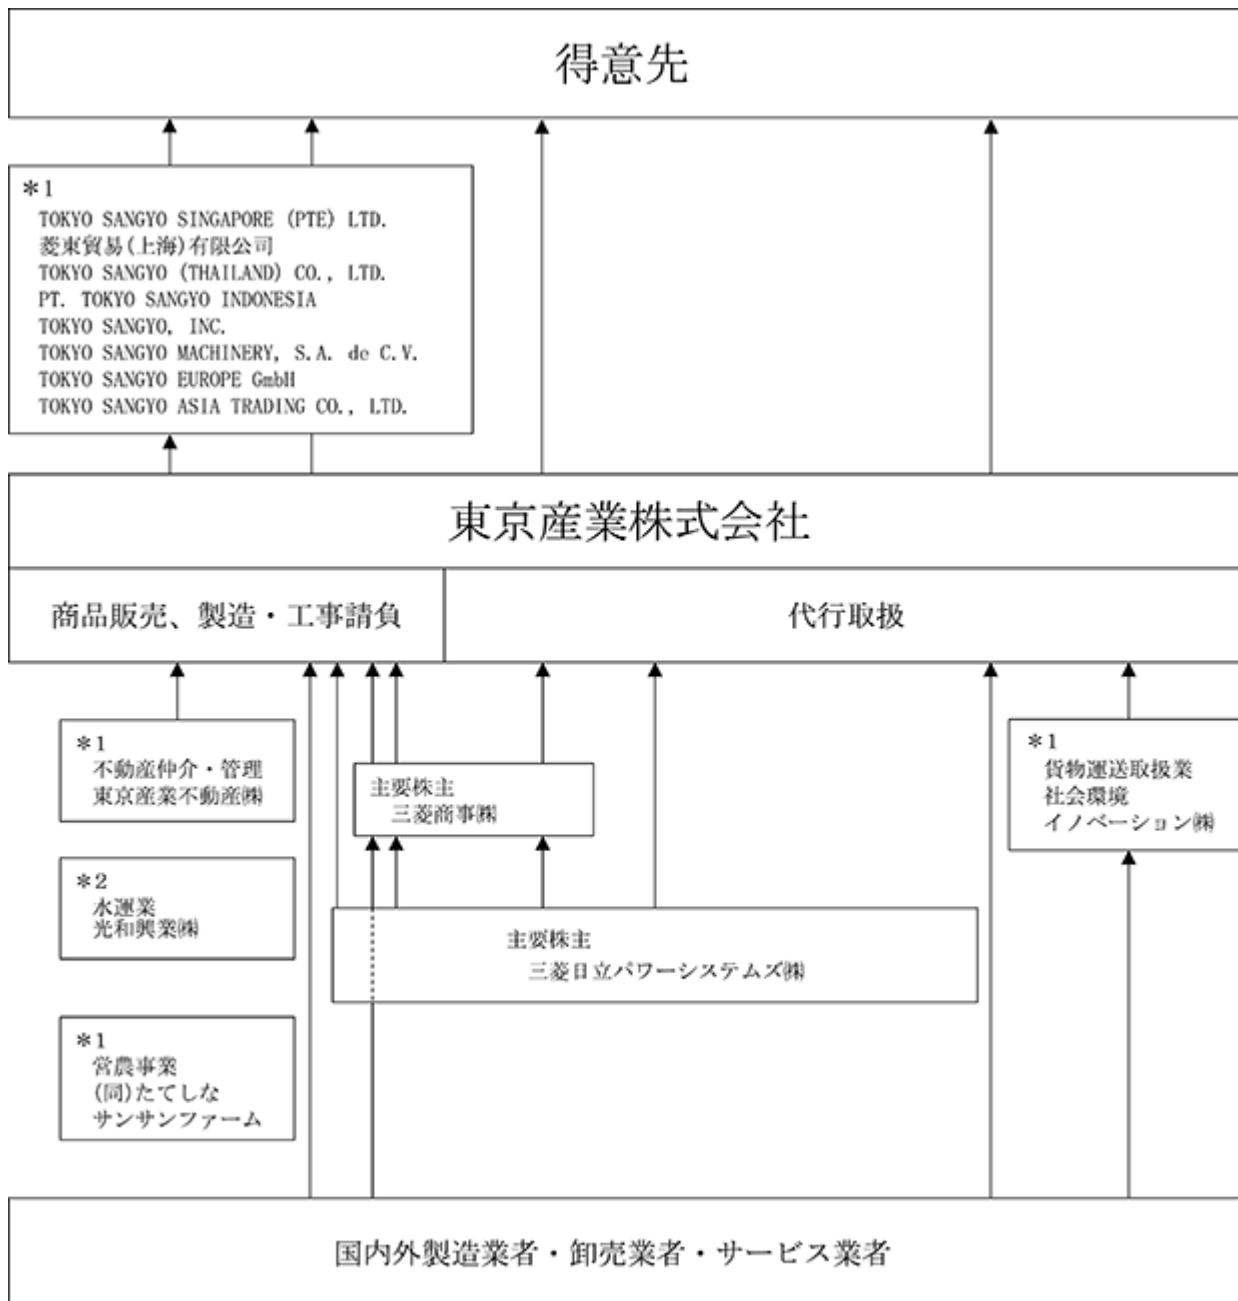 得意先
*1
TOKYO SANGYO SINGAPORE (PTE) LTD.
菱東貿易(上海)有限公司
TOKYO SANGYO (THAILAND) CO., LTD.
PT. TOKYO SANGYO INDONESIA
TOKYO SANGYO, INC.
TOKYO SANGYO MACHINERY, S.A. de C.V.
TOKYO SANGYO EUROPE GmbH
TOKYO SANGYO ASIA TRADING CO., LTD.
東京産業株式会社
商品販売、製造・工事請負
代行取扱
*1
不動産仲介・管理
東京産業不動産㈱
主要株主
三菱商事㈱
*1
貨物運送取扱業
社会環境
イノベーション㈱
*2
水運業
光和興業㈱
主要株主
三菱日立パワーシステムズ㈱
*1
営農事業
(同)たてしな
サンサンファーム
国内外製造業者・卸売業者・サービス業者